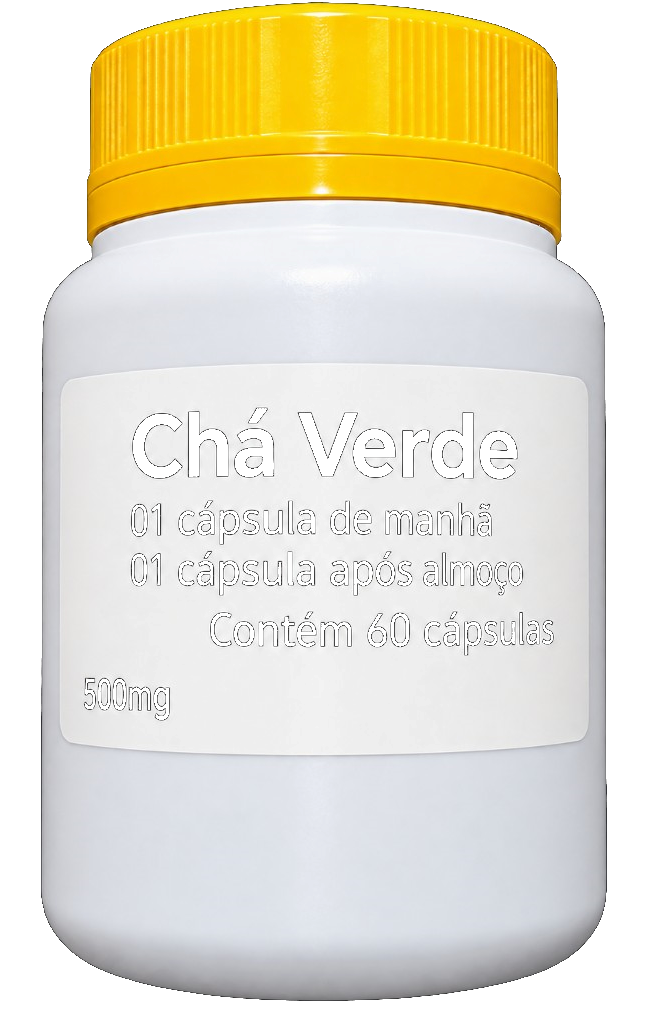 Chá Verde
01 cápsula de manhã
01 cápsula após almoço
Contém 60 cápsulas
500mg